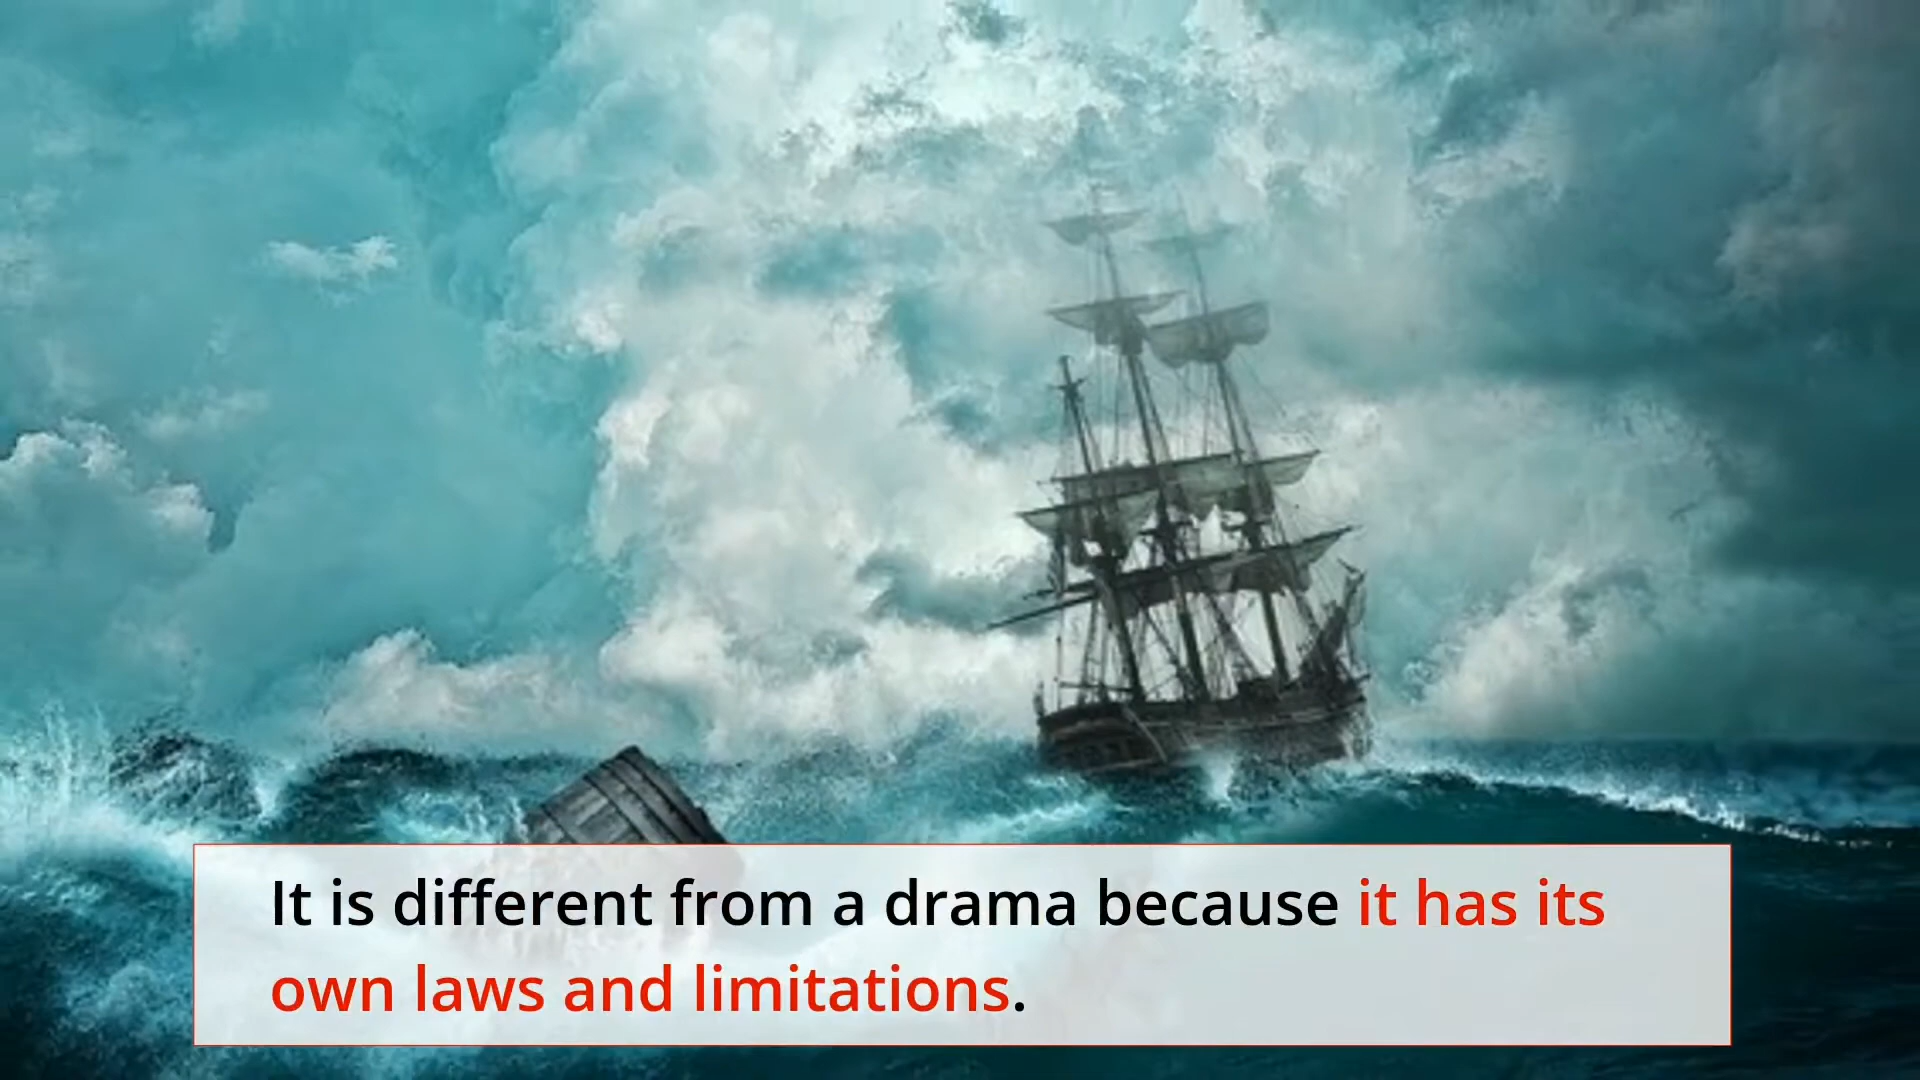 It is different from a drama because it has its
own laws and limitations.